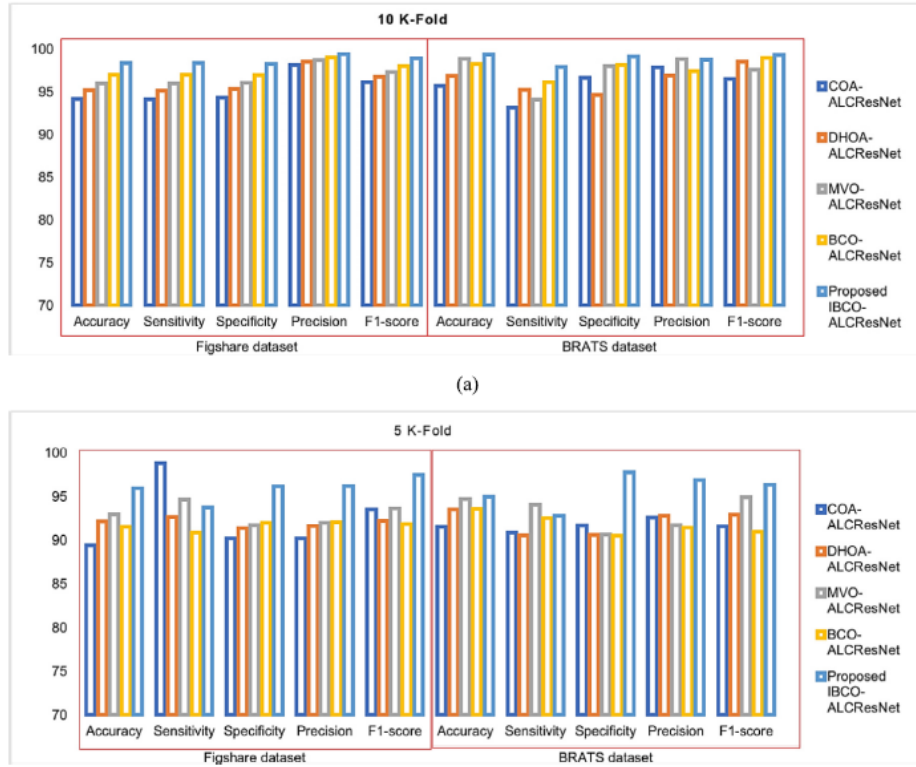 10 K-Fold
100
95
90
85
80
75
70
Accuracy Sensitivity Specificity Precision F1-score Accuracy Sensitivity Specificity Precision F1-score
Figshare dataset BRATS dataset
COA-
ALCResNet
DHOA-
ALCResNet
MVO-
ALCResNet
BCO-
ALCResNet
Proposed
IBCO-
ALCResNet
(a)
5 K-Fold
100
95
90
85
80
75
70
Accuracy Sensitivity Specificity Precision F1-score Accuracy Sensitivity Specificity Precision F1-score
Figshare dataset BRATS dataset
COA-
ALCResNet
DHOA-
ALCResNet
MVO-
ALCResNet
BCO-
ALCResNet
Proposed
IBCO-
ALCResNet